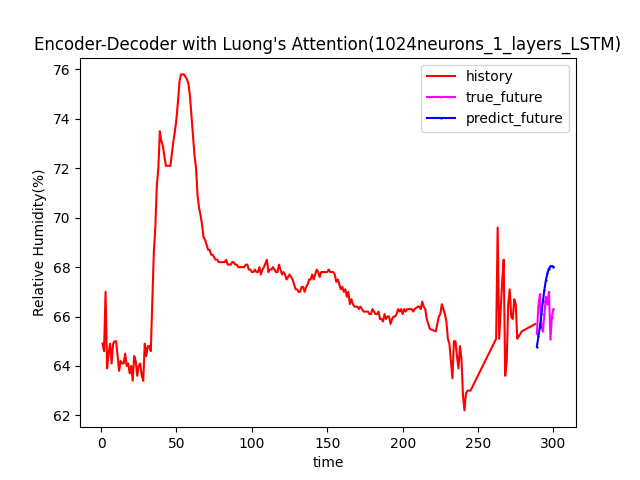 Encoder-Decoder with Luong's Attention(1024neurons_1_layers_LSTM)
history
true_future
predict_future
Relative Humidity(%)
76
74
72
70
68
66
64
62
0 50 100 150 200 250 300
time